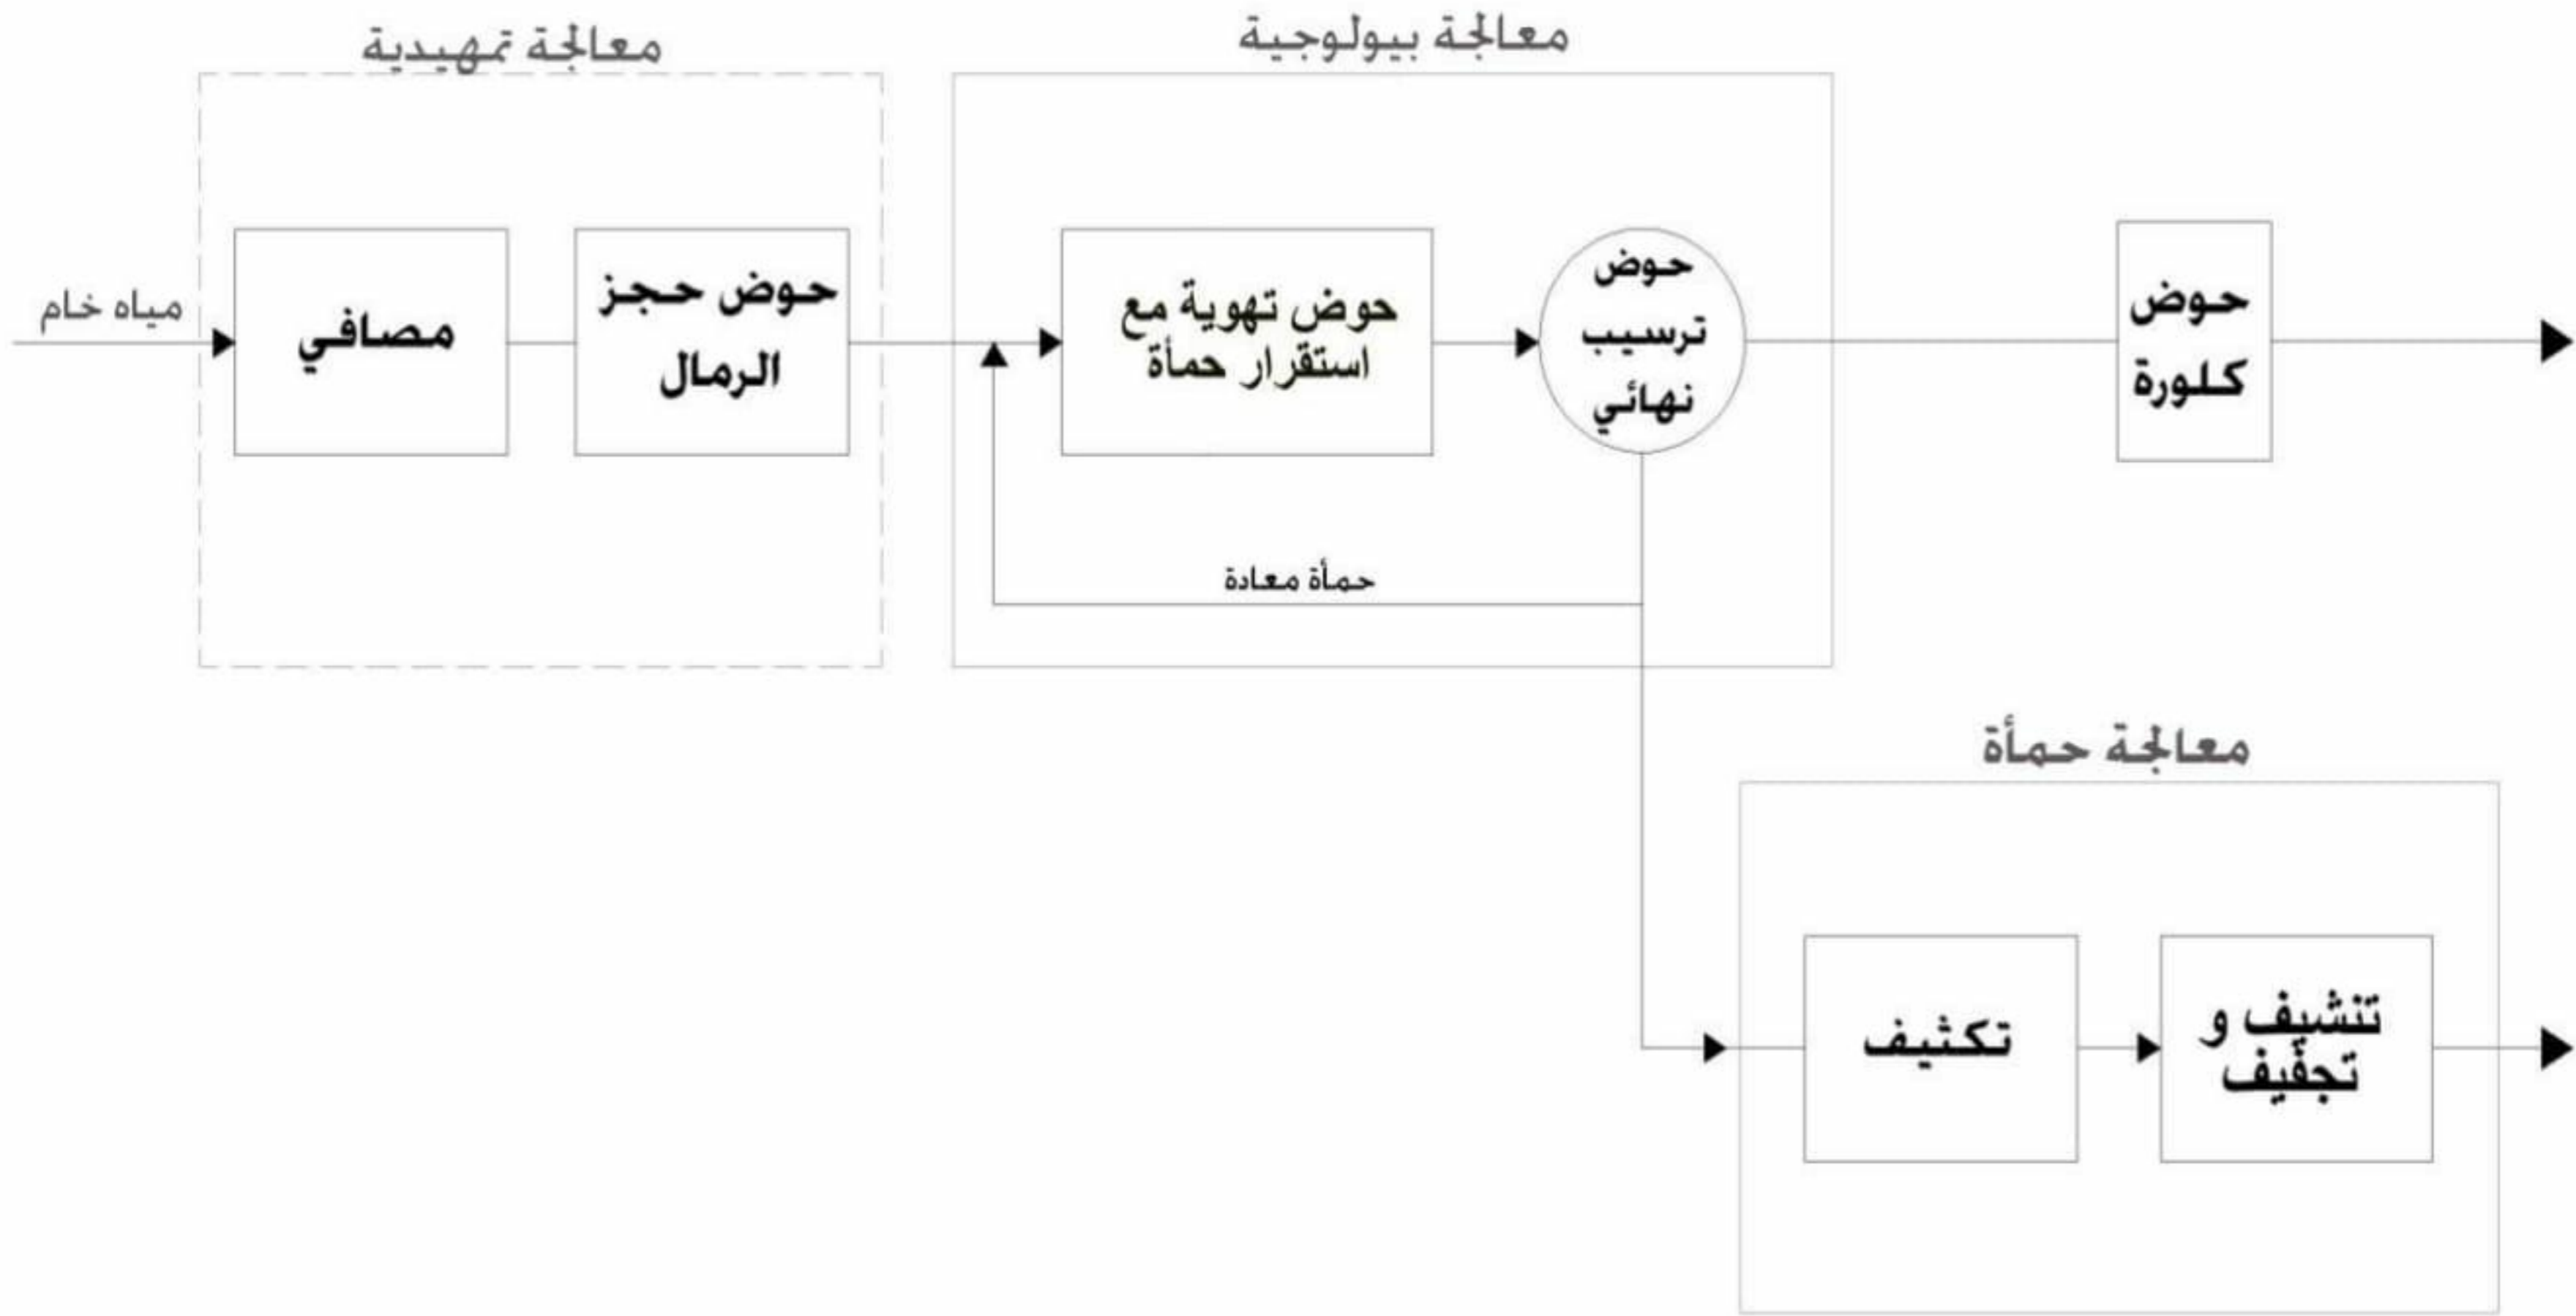 معالجة تمهيدية
معالجة بيولوجية
مياه خام
مصافي
حوض حجز
الرمال
حوض تهوية مع
استقرار حمأة
حوض
ترسيب
نهائي
حوض
كلورة
حمأة معادة
معالجة حمأة
تكثيف
تنشيف و
تجفيف